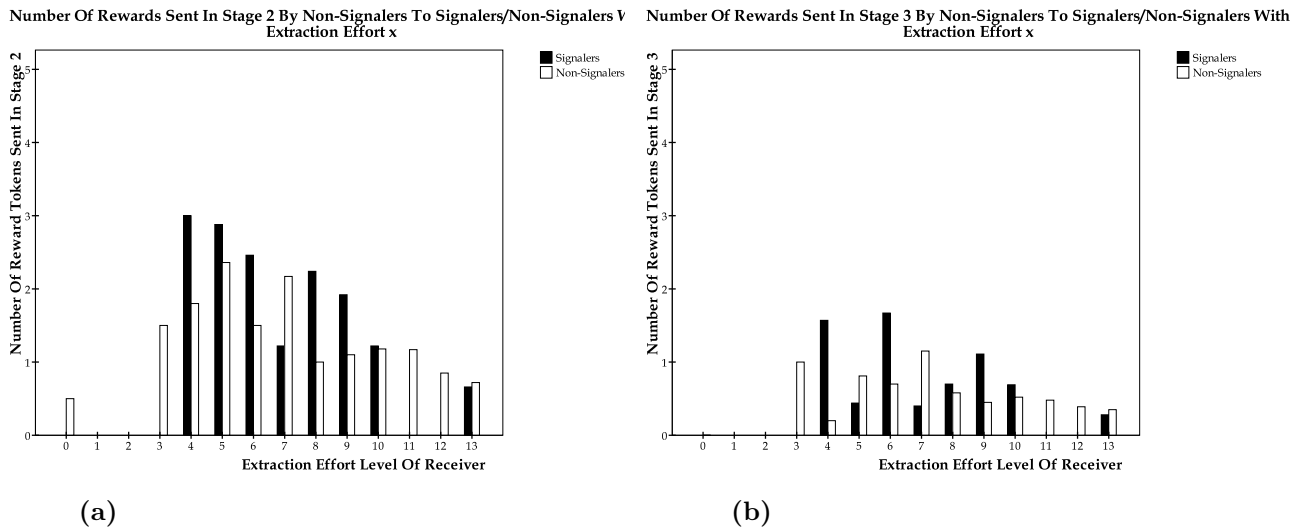 Number Of Rewards Sent In Stage 2 By Non-Signalers To Signalers/Non-Signalers
Extraction Effort x
Signalers
Non-Signalers
Number Of Reward Tokens Sent In Stage 2
5
4
3
2
1
0
0 1 2 3 4 5 6 7 8 9 10 11 12 13
Extraction Effort Level Of Receiver
(a)
Number Of Rewards Sent In Stage 3 By Non-Signalers To Signalers/Non-Signalers With
Extraction Effort x
Signalers
Non-Signalers
Number Of Reward Tokens Sent In Stage 3
5
4
3
2
1
0
0 1 2 3 4 5 6 7 8 9 10 11 12 13
Extraction Effort Level Of Receiver
(b)